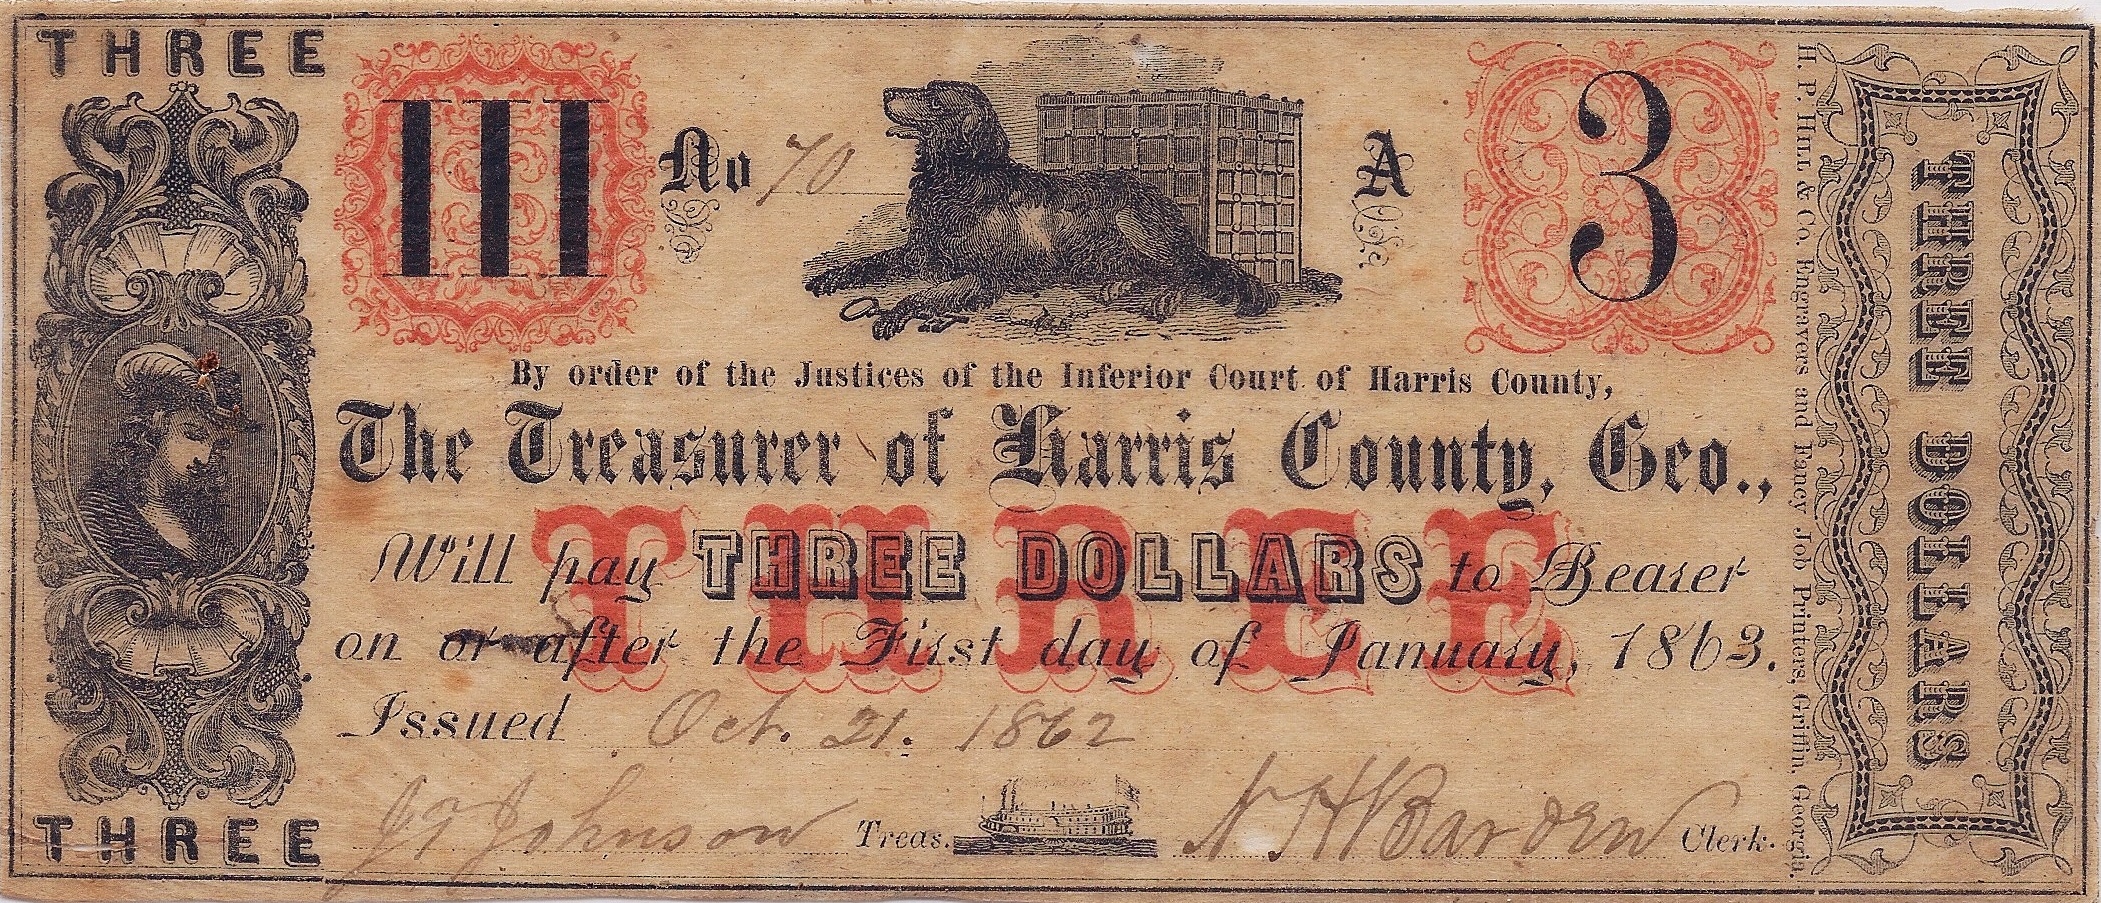 THREE
III
No 70
A
3
By order of the Justices of the Inferior Court of Harris County,
The Treasurer of Harris County, Geo.,
THREE
Will pay THREE DOLLARS to Bearer
on or after the First day of January, 1863.
Issued Oct. 21. 1862
Johnson Treas.
N H Barden Clerk.
THREE
H. P. Hill & Co. Engravers and Fancy Job Printers, Griffin, Georgia.
THREE DOLLARS